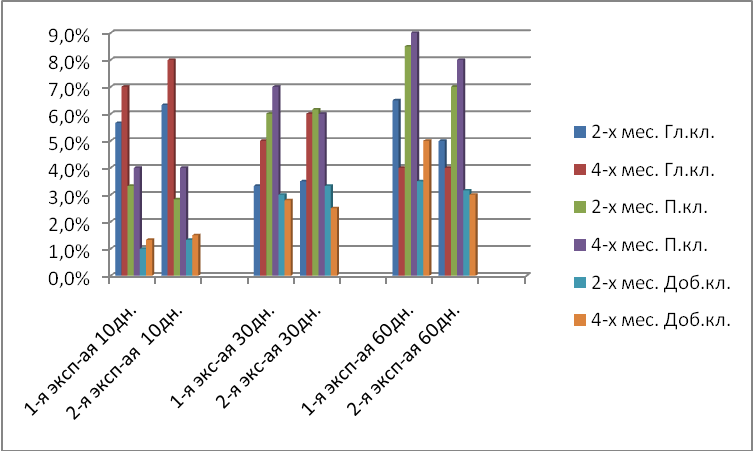 9,0%
8,0%
7,0%
6,0%
5,0%
4,0%
3,0%
2,0%
1,0%
0,0%
1-я эксп-ая 10дн.
2-я эксп-ая 10дн.
1-я экс-ая 30дн.
2-я экс-ая 30дн.
1-я эксп-ая 60дн.
2-я эксп-ая 60дн.
2-х мес. Гл.кл.
4-х мес. Гл.кл.
2-х мес. П.кл.
4-х мес. П.кл.
2-х мес. Доб.кл.
4-х мес. Доб.кл.